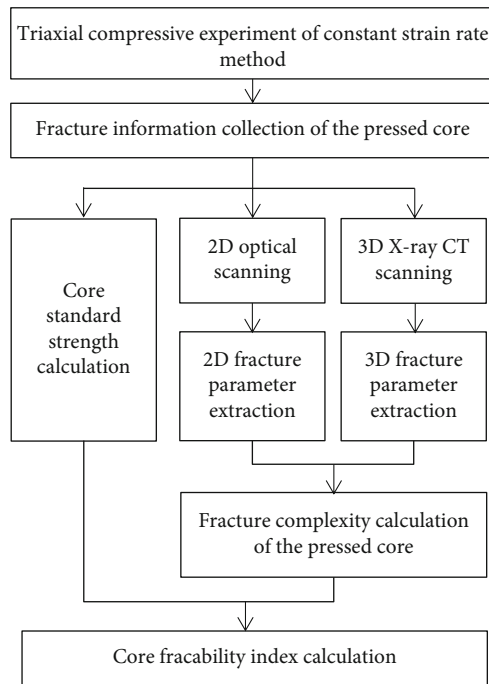 Triaxial compressive experiment of constant strain rate
method
Fracture information collection of the pressed core
Core
standard
strength
calculation
2D optical
scanning
3D X-ray CT
scanning
2D fracture
parameter
extraction
3D fracture
parameter
extraction
Fracture complexity calculation
of the pressed core
Core fracability index calculation